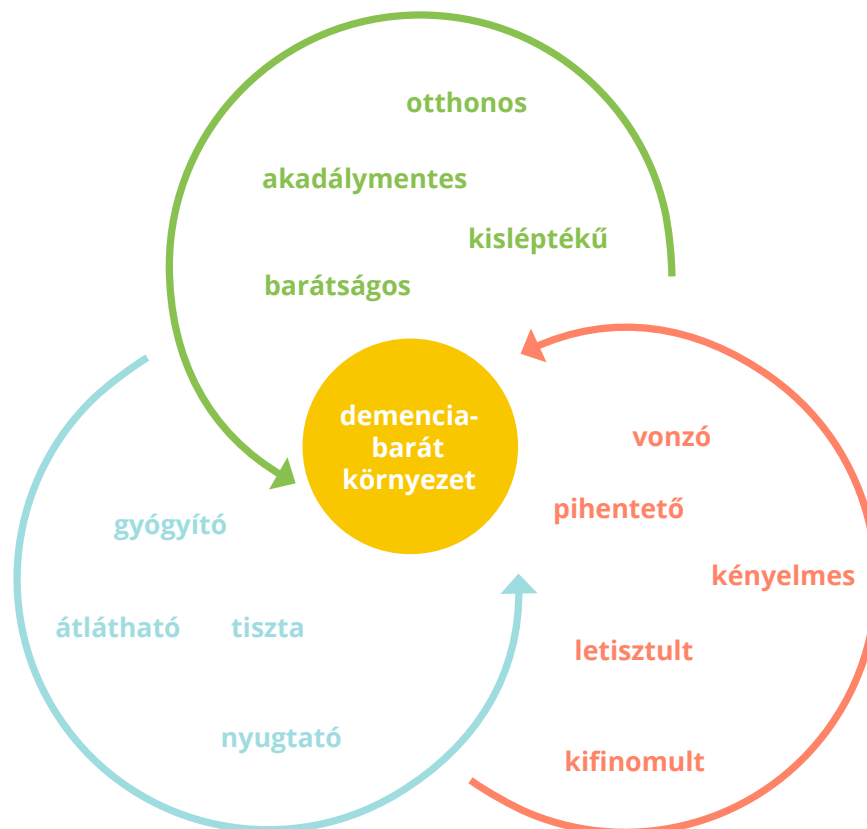 otthonos
akadálymentes
kisléptékű
barátságos
demencia-
barát
környezet
vonzó
pihentető
kényelmes
letisztult
kifinomult
gyógyító
átlátható
tiszta
nyugtató